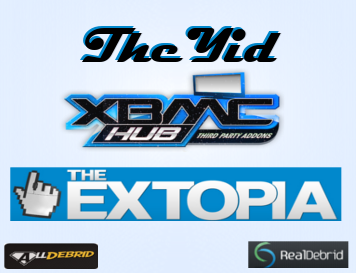 The Yid
XBMC
HUB THIRD PARTY ADDONS
THE
EXTOPIA
ALLDEBRID RealDebrid